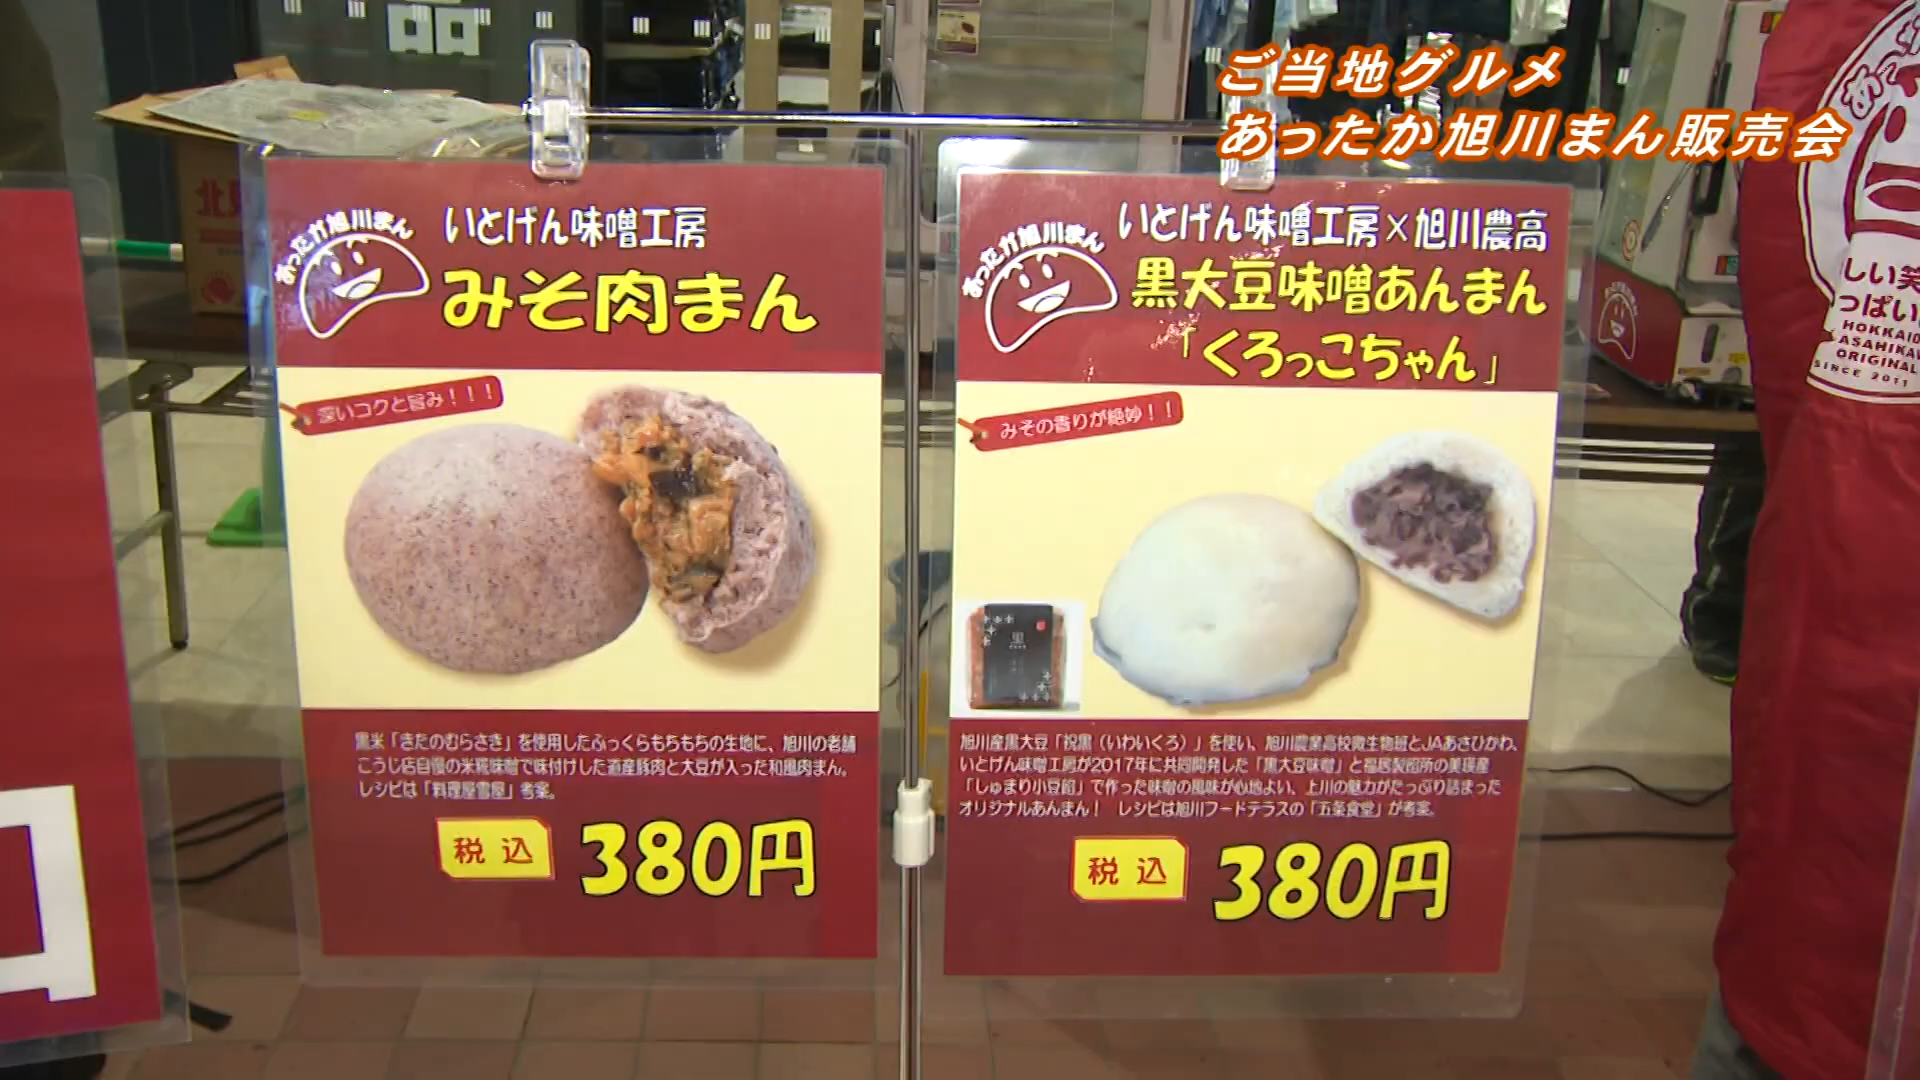 ご当地グルメ
あったか旭川まん販売会
あったか旭川まん
いとげん味噌工房
みそ肉まん
深いコクと旨み！！！
黒米「きたのむらさき」を使用したふっくらもちもちの生地に、旭川の老舗
こうじ店自慢の米糀味噌で味付けした道産豚肉と大豆が入った和風肉まん。
レシピは「料理屋雪屋」考案。
税込
380円
あったか旭川まん
いとげん味噌工房×旭川農高
黒大豆味噌あんまん
「くろっこちゃん」
みその香りが絶妙！！
黒
旭川産黒大豆「祝黒（いわいくろ）」を使い、旭川農業高校微生物班とJAあさひかわ、
いとげん味噌工房が2017年に共同開発した「黒大豆味噌」と福居製餡所の美瑛産
「しゅまり小豆餡」で作った味噌の風味が心地よい、上川の魅力がたっぷり詰まった
オリジナルあんまん！ レシピは旭川フードテラスの「五条食堂」が考案。
税込
380円
しい笑
っぱい
HOKKAID
ASAHIKAW
ORIGINAL
SINCE 2011